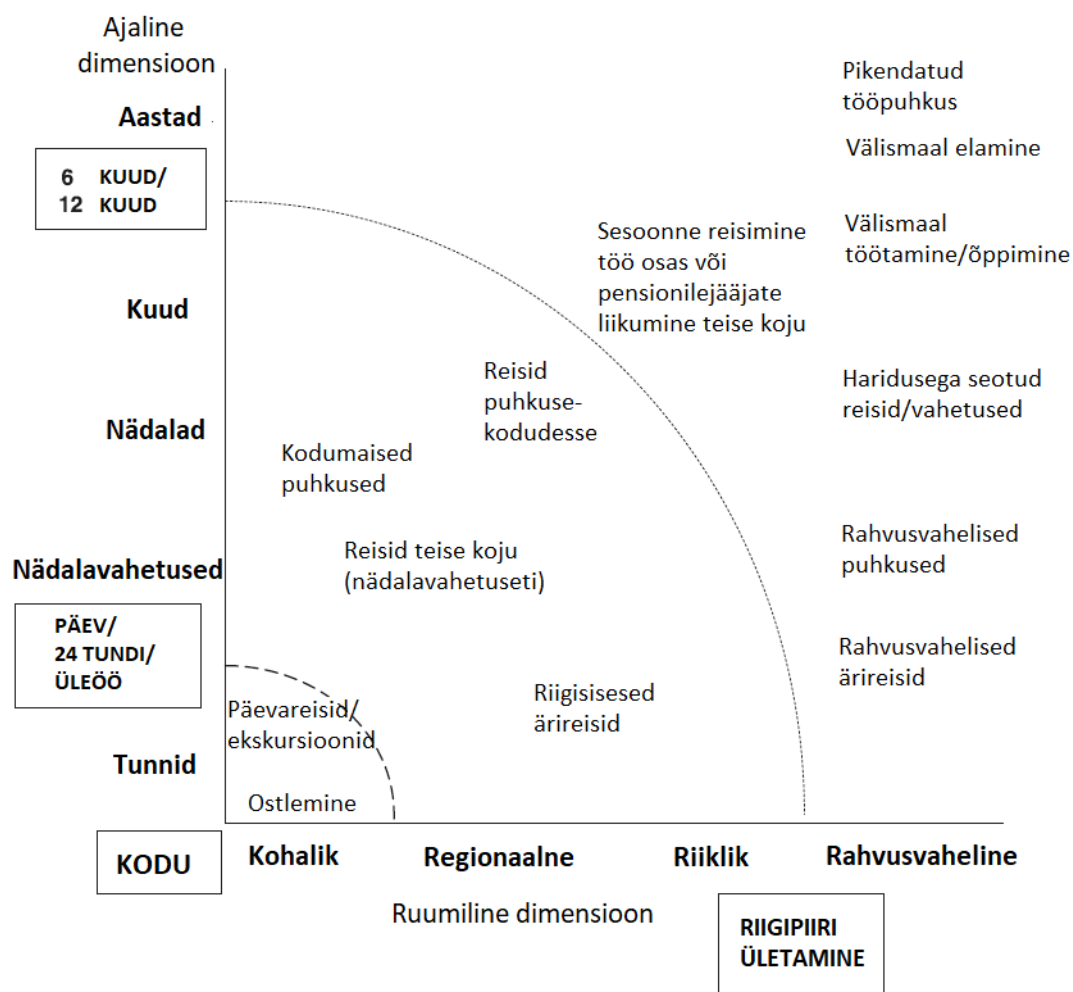 Ajaline
dimensioon
Aastad
6 KUUD/
12 KUUD
Kuud
Nädalad
Nädalavahetused
PÄEV/
24 TUNDI/
ÜLEÖÖ
Tunnid
KODU
Pikendatud
tööpuhkus
Välismaal elamine
Välismaal
töötamine/õppimine
Sesoonne reisimine
töö osas või
pensionilejääjate
liikumine teise koju
Reisid
puhkuse-
kodudesse
Haridusega seotud
reisid/vahetused
Kodumaised
puhkused
Reisid teise koju
(nädalavahetuseti)
Rahvusvahelised
puhkused
Rahvusvahelised
ärireisid
Riigisisesed
ärireisid
Päevareisid/
ekskursioonid
Ostlemine
Kohalik
Regionaalne
Riiklik
Rahvusvaheline
Ruumiline dimensioon
RIIGIPIIRI
ÜLETAMINE